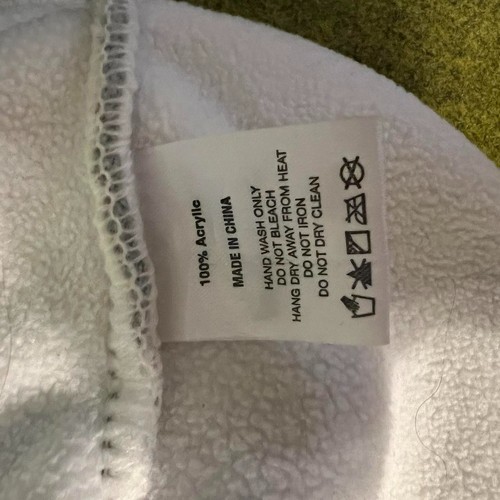 100% Acrylic
MADE IN CHINA
HAND WASH ONLY
DO NOT BLEACH
HANG DRY AWAY FROM HEAT
DO NOT IRON
DO NOT DRY CLEAN